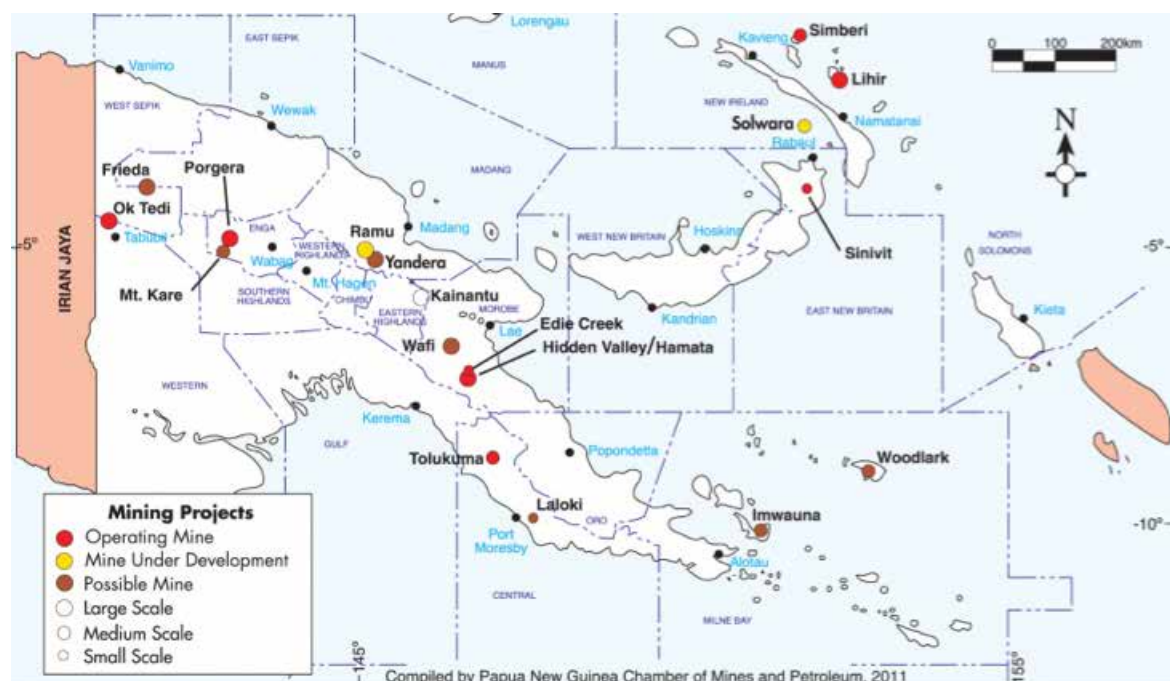 Lorengau
Simberi
Kavieng
0 100 200km
EAST SEPIK
MANUS
Vanimo
Lihir
WEST SEPIK
NEW IRELAND
Wewak
Solwara
Namatanai
N
Rabaul
Frieda
Porgera
MADANG
Ok Tedi
ENGA
Madang
WEST NEW BRITAIN
Hoskins
NORTH
SOLOMONS
-5°
Tabubil
Ramu
WESTERN
HIGHLANDS
-5°
Wabag
Yandera
Sinivit
Mt. Kare
Mt. Hagen
SOUTHERN
HIGHLANDS
CHIMBU
Kainantu
IRIAN JAYA
EASTERN
HIGHLANDS
MOROBE
Kandrian
EAST NEW BRITAIN
Kieta
Lae
Edie Creek
Wafi
Hidden Valley/Hamata
WESTERN
Kerema
GULF
Tolukuma
Popondetta
Woodlark
Laloki
Imwauna
ORO
Port
Moresby
-10°
Alotau
CENTRAL
MILNE BAY
Mining Projects
Operating Mine
Mine Under Development
Possible Mine
Large Scale
Medium Scale
Small Scale
145°
155°
Compiled by Papua New Guinea Chamber of Mines and Petroleum, 2011